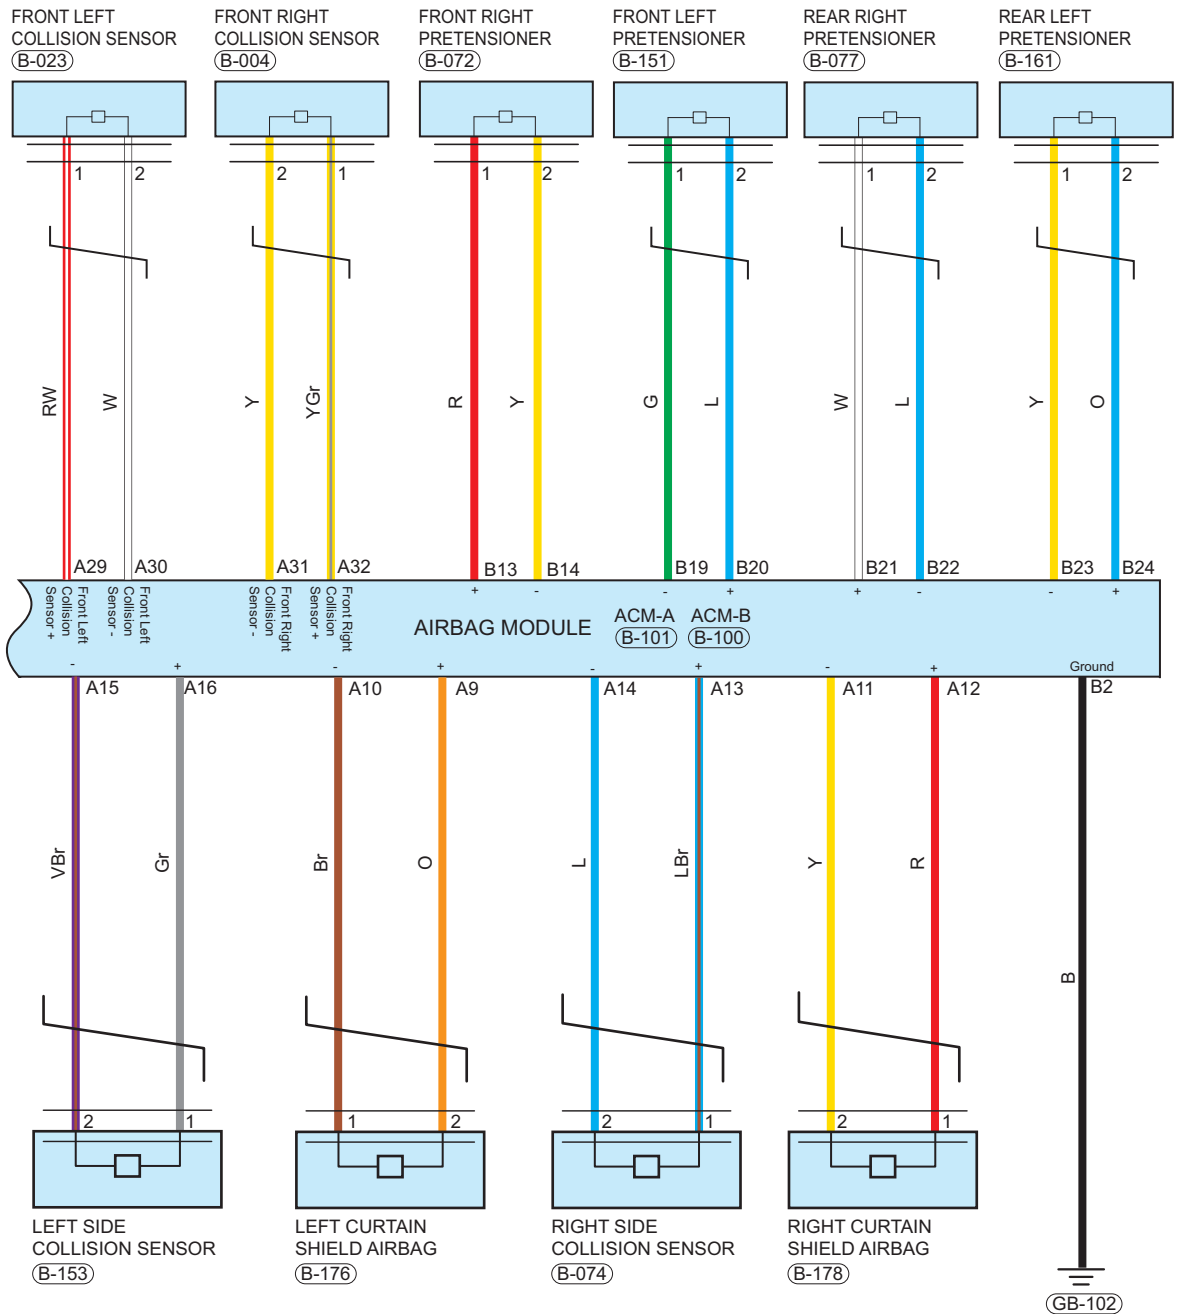 FRONT LEFT
COLLISION SENSOR
B-023
FRONT RIGHT
COLLISION SENSOR
B-004
FRONT RIGHT
PRETENSIONER
B-072
FRONT LEFT
PRETENSIONER
B-151
REAR RIGHT
PRETENSIONER
B-077
REAR LEFT
PRETENSIONER
B-161
1 2 2 1 1 2 1 2 1 2 1 2
RW W Y YGr R Y G L W L Y O
A29 A30 A31 A32 B13 B14 B19 B20 B21 B22 B23 B24
Front Left
Collision
Sensor +
Front Left
Collision
Sensor -
Front Right
Collision
Sensor -
Front Right
Collision
Sensor +
+ - - + + - - +
AIRBAG MODULE
ACM-A
B-101
ACM-B
B-100
- + - + - + - + Ground
A15 A16 A10 A9 A14 A13 A11 A12 B2
VBr Gr Br O L LBr Y R B
2 1 1 2 2 1 2 1
LEFT SIDE
COLLISION SENSOR
B-153
LEFT CURTAIN
SHIELD AIRBAG
B-176
RIGHT SIDE
COLLISION SENSOR
B-074
RIGHT CURTAIN
SHIELD AIRBAG
B-178
GB-102